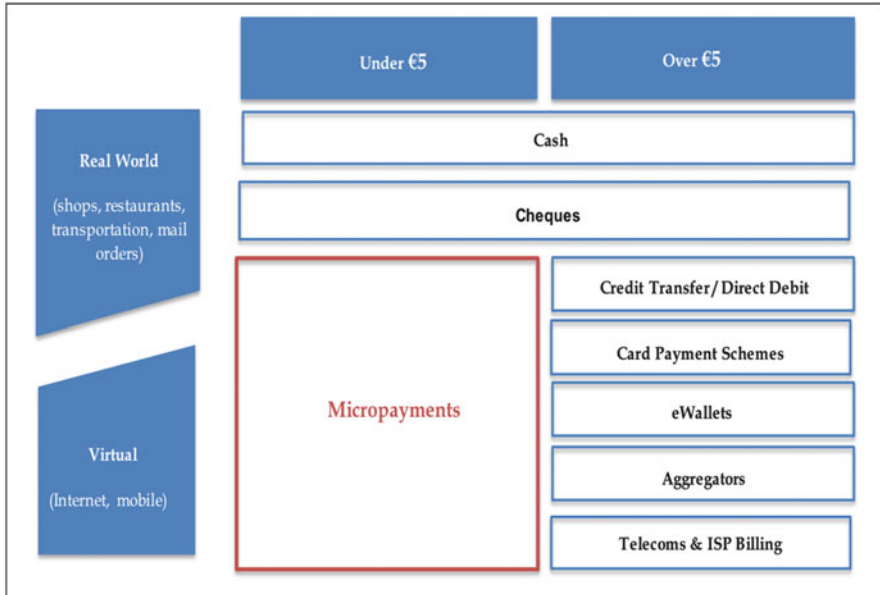 Under €5
Over €5
Real World
(shops, restaurants,
transportation, mail
orders)
Cash
Cheques
Micropayments
Credit Transfer/Direct Debit
Card Payment Schemes
eWallets
Aggregators
Telecoms & ISP Billing
Virtual
(Internet, mobile)